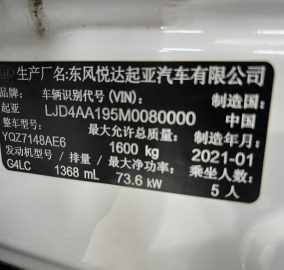 生产厂名:东风悦达起亚汽车有限公司
品牌 车辆识别代号 (VIN): 制造国:
起亚 LJD4AA195M0080000 中国
整车型号: 最大允许总质量: 制造年月:
YQZ7148AE6 1600 kg 2021-01
发动机型号/排量/最大净功率: 乘坐人数:
G4LC 1368 mL 73.6 kW 5 人